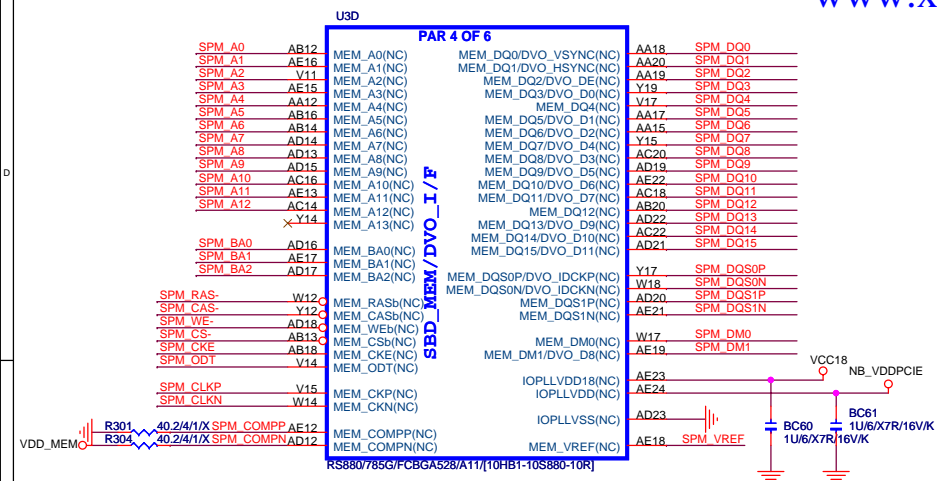 www.x
U3D
PAR 4 OF 6
SPM_A0 AB12 MEM_A0(NC) MEM_DQ0/DVO_VSYNC(NC) AA18 SPM_DQ0
SPM_A1 AE16 MEM_A1(NC) MEM_DQ1/DVO_HSYNC(NC) AA20 SPM_DQ1
SPM_A2 V11 MEM_A2(NC) MEM_DQ2/DVO_DE(NC) AA19 SPM_DQ2
SPM_A3 AE15 MEM_A3(NC) MEM_DQ3/DVO_D0(NC) Y19 SPM_DQ3
SPM_A4 AA12 MEM_A4(NC) MEM_DQ4(NC) V17 SPM_DQ4
SPM_A5 AB16 MEM_A5(NC) MEM_DQ5/DVO_D1(NC) AA17 SPM_DQ5
SPM_A6 AB14 MEM_A6(NC) MEM_DQ6/DVO_D2(NC) AA15 SPM_DQ6
SPM_A7 AD14 MEM_A7(NC) MEM_DQ7/DVO_D4(NC) Y15 SPM_DQ7
SPM_A8 AD13 MEM_A8(NC) MEM_DQ8/DVO_D3(NC) AC20 SPM_DQ8
SPM_A9 AD15 MEM_A9(NC) MEM_DQ9/DVO_D5(NC) AD19 SPM_DQ9
SPM_A10 AC16 MEM_A10(NC) MEM_DQ10/DVO_D6(NC) AE22 SPM_DQ10
SPM_A11 AE13 MEM_A11(NC) MEM_DQ11/DVO_D7(NC) AC18 SPM_DQ11
SPM_A12 AC14 MEM_A12(NC) MEM_DQ12(NC) AB20 SPM_DQ12
Y14 MEM_A13(NC) MEM_DQ13/DVO_D9(NC) AD22 SPM_DQ13
MEM_DQ14/DVO_D10(NC) AC22 SPM_DQ14
SPM_BA0 AD16 MEM_BA0(NC) MEM_DQ15/DVO_D11(NC) AD21 SPM_DQ15
SPM_BA1 AE17 MEM_BA1(NC)
SPM_BA2 AD17 MEM_BA2(NC) MEM_DQS0P/DVO_IDCKP(NC) Y17 SPM_DQS0P
MEM_DQS0N/DVO_IDCKN(NC) W18 SPM_DQS0N
SPM_RAS- W12 MEM_RASb(NC) MEM_DQS1P(NC) AD20 SPM_DQS1P
SPM_CAS- Y12 MEM_CASb(NC) MEM_DQS1N(NC) AE21 SPM_DQS1N
SPM_WE- AD18 MEM_WEb(NC)
SPM_CS- AB13 MEM_CSb(NC) MEM_DM0(NC) W17 SPM_DM0
SPM_CKE AB18 MEM_CKE(NC) MEM_DM1/DVO_D8(NC) AE19 SPM_DM1
SPM_ODT V14 MEM_ODT(NC)
D
SBD_MEM/DVO_I/F
VCC18
NB_VDDPCIE
IOPLLVDD18(NC) AE23
SPM_CLKP V15 MEM_CKP(NC) IOPLLVDD(NC) AE24
SPM_CLKN W14 MEM_CKN(NC)
IOPLLVSS(NC) AD23
BC60 1U/6/X7R/16V/K
BC61 1U/6/X7R/16V/K
R301 40.2/4/1/X SPM_COMPP AE12 MEM_COMPP(NC)
VDD_MEM R304 40.2/4/1/X SPM_COMPN AD12 MEM_COMPN(NC) MEM_VREF(NC) AE18 SPM_VREF
RS880/785G/FCBGA528/A11/[10HB1-10S880-10R]